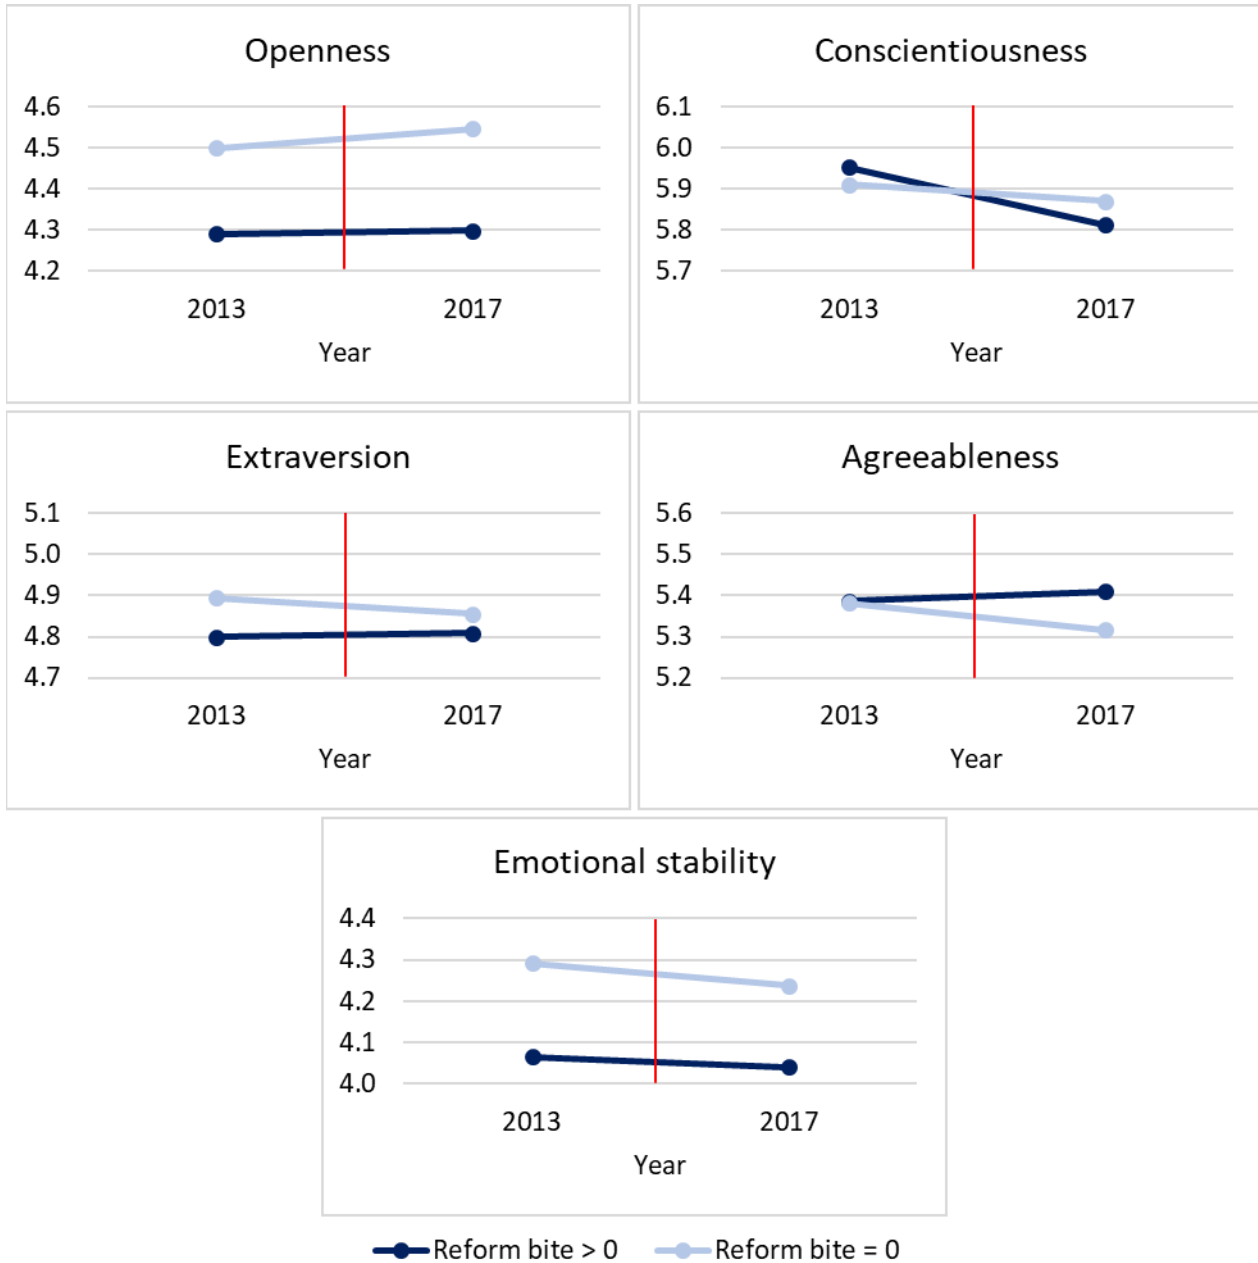 Openness
4.6
4.5
4.4
4.3
4.2
2013 2017
Year
Conscientiousness
6.1
6.0
5.9
5.8
5.7
2013 2017
Year
Extraversion
5.1
5.0
4.9
4.8
4.7
2013 2017
Year
Agreeableness
5.6
5.5
5.4
5.3
5.2
2013 2017
Year
Emotional stability
4.4
4.3
4.2
4.1
4.0
2013 2017
Year
Reform bite > 0 Reform bite = 0